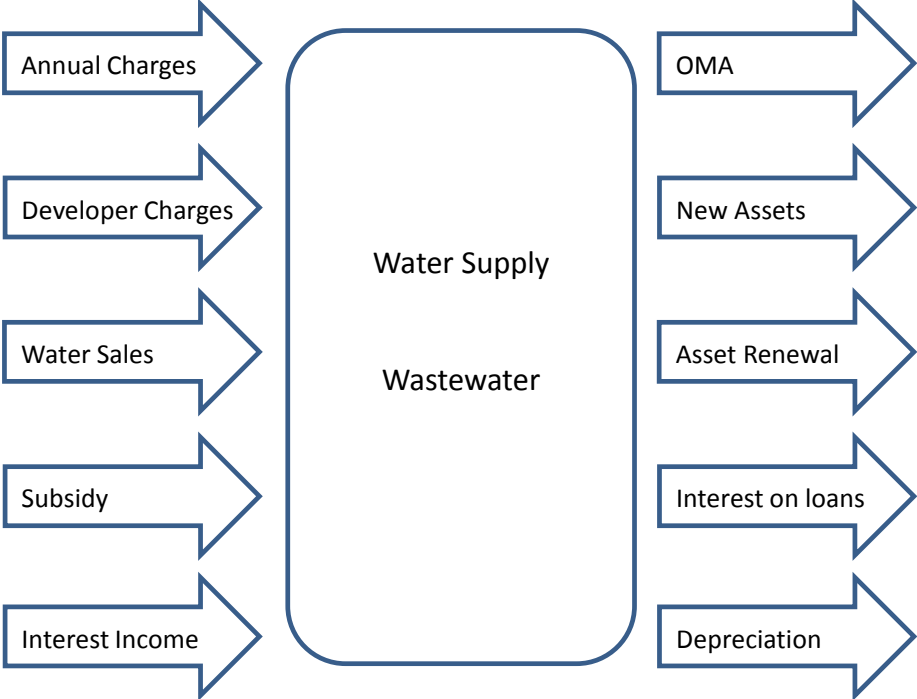 Annual Charges
Developer Charges
Water Sales
Subsidy
Interest Income
Water Supply
Wastewater
OMA
New Assets
Asset Renewal
Interest on loans
Depreciation